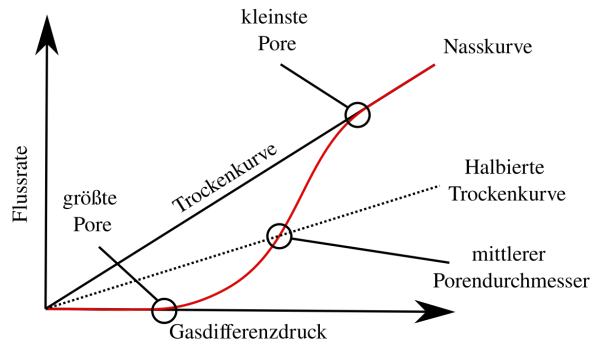 kleinste
Pore
Nasskurve
Trockenkurve
Flussrate
größte
Pore
Halbierte
Trockenkurve
mittlerer
Porendurchmesser
Gasdifferenzdruck